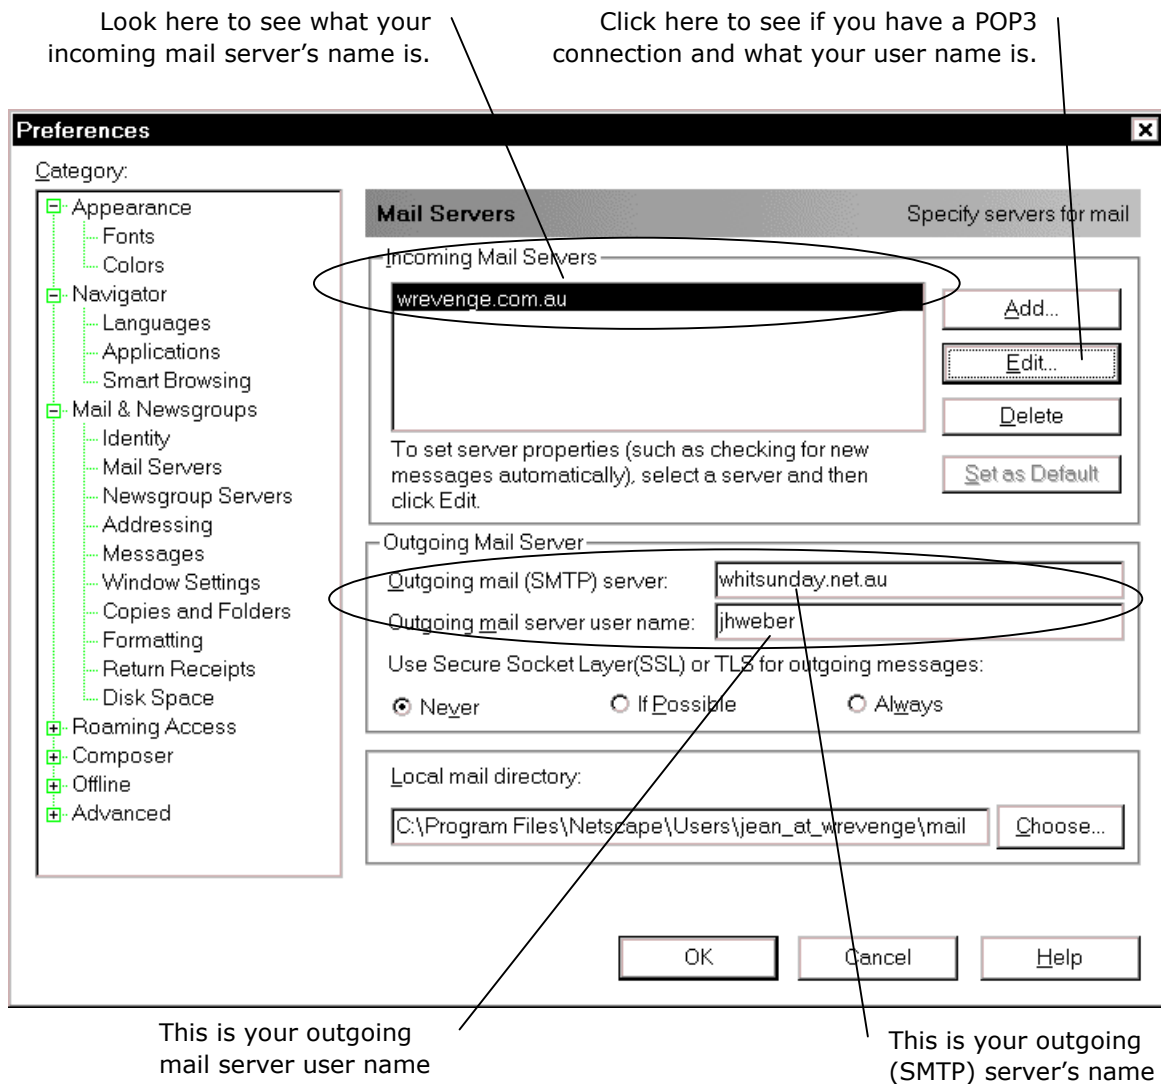 Look here to see what your
incoming mail server’s name is.
Click here to see if you have a POP3
connection and what your user name is.
Preferences
Category:
Appearance
Fonts
Colors
Navigator
Languages
Applications
Smart Browsing
Mail & Newsgroups
Identity
Mail Servers
Newsgroup Servers
Addressing
Messages
Window Settings
Copies and Folders
Formatting
Return Receipts
Disk Space
Roaming Access
Composer
Offline
Advanced
Mail Servers
Specify servers for mail
Incoming Mail Servers
wrevenge.com.au
Add...
Edit...
Delete
Set as Default
To set server properties (such as checking for new
messages automatically), select a server and then
click Edit.
Outgoing Mail Server
Outgoing mail (SMTP) server:
whitsunday.net.au
Outgoing mail server user name:
jhweber
Use Secure Socket Layer(SSL) or TLS for outgoing messages:
Never
If Possible
Always
Local mail directory:
C:\Program Files\Netscape\Users\jean_at_wrevenge\mail
Choose...
OK
Cancel
Help
This is your outgoing
mail server user name
This is your outgoing
(SMTP) server’s name